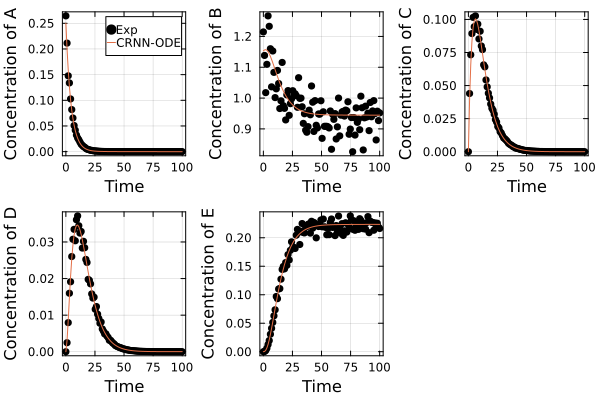 Concentration of A
0.25
0.20
0.15
0.10
0.05
0.00
0 25 50 75 100
Time
Exp
CRNN-ODE
Concentration of B
1.2
1.1
1.0
0.9
0 25 50 75 100
Time
Concentration of C
0.100
0.075
0.050
0.025
0.000
0 25 50 75 100
Time
Concentration of D
0.03
0.02
0.01
0.00
0 25 50 75 100
Time
Concentration of E
0.20
0.15
0.10
0.05
0.00
0 25 50 75 100
Time